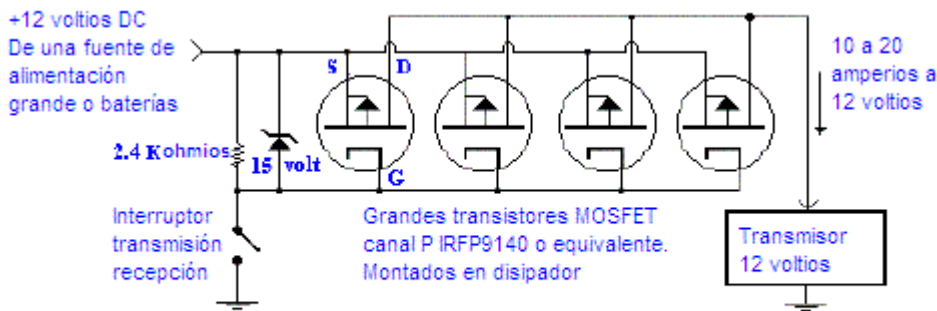 +12 voltios DC
De una fuente de
alimentación
grande o baterías
S D
10 a 20
amperios a
12 voltios
2.4 Kohmios
15 volt
G
Interruptor
transmisión
recepción
Grandes transistores MOSFET
canal P IRFP9140 o equivalente.
Montados en disipador
Transmisor
12 voltios